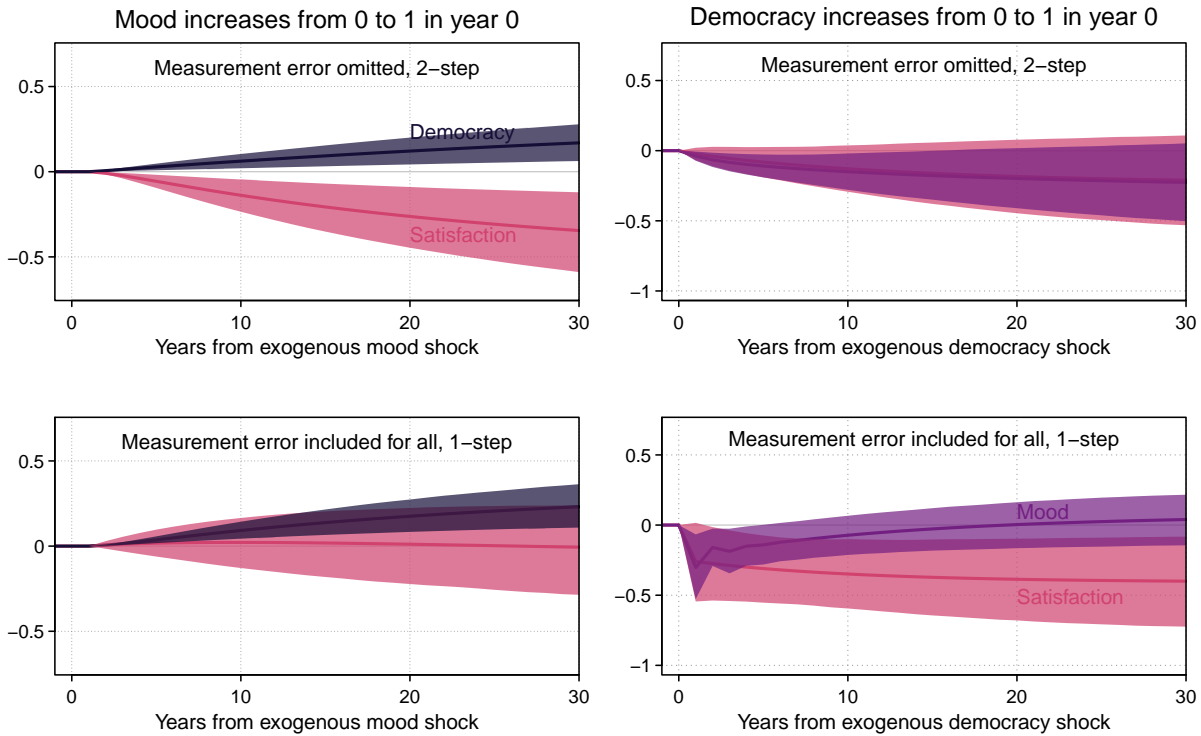 Mood increases from 0 to 1 in year 0
Measurement error omitted, 2−step
0.5
0
−0.5
Democracy
Satisfaction
0 10 20 30
Years from exogenous mood shock
Democracy increases from 0 to 1 in year 0
Measurement error omitted, 2−step
0.5
0
−0.5
−1
0 10 20 30
Years from exogenous democracy shock
Measurement error included for all, 1−step
0.5
0
−0.5
0 10 20 30
Years from exogenous mood shock
Measurement error included for all, 1−step
0.5
0
−0.5
−1
Mood
Satisfaction
0 10 20 30
Years from exogenous democracy shock